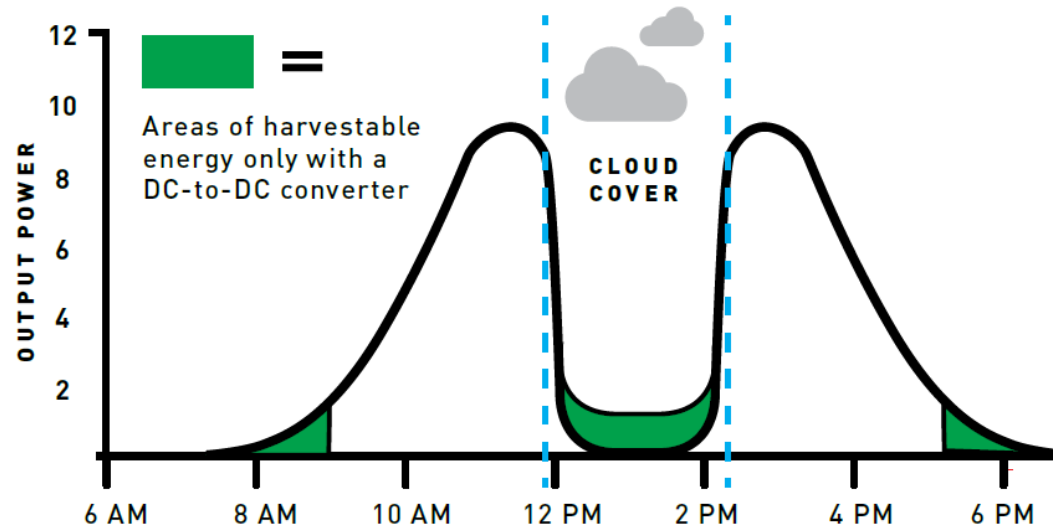 12
10
8
6
4
2
OUTPUT POWER
=
Areas of harvestable
energy only with a
DC-to-DC converter
CLOUD
COVER
6 AM
8 AM
10 AM
12 PM
2 PM
4 PM
6 PM